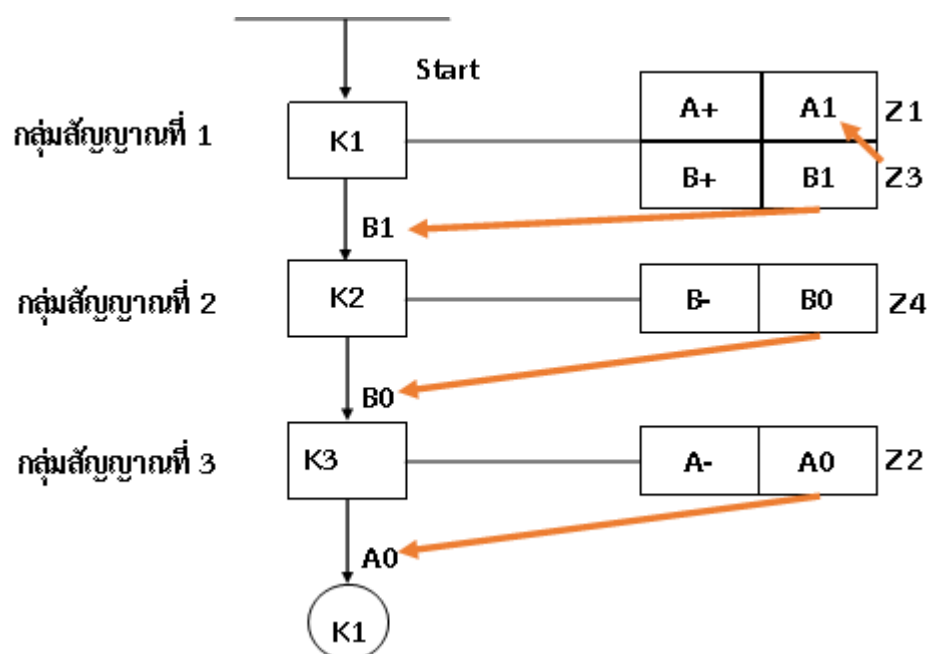 Start
กลุ่มสัญญาณที่ 1 K1 A+ A1 Z1
B+ B1 Z3
B1
กลุ่มสัญญาณที่ 2 K2 B- B0 Z4
B0
กลุ่มสัญญาณที่ 3 K3 A- A0 Z2
A0
K1